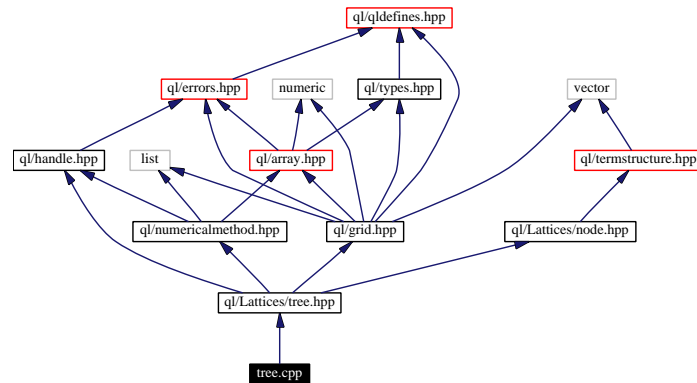 ql/qldefines.hpp
ql/errors.hpp
numeric
ql/types.hpp
vector
ql/handle.hpp
list
ql/array.hpp
ql/termstructure.hpp
ql/numericalmethod.hpp
ql/grid.hpp
ql/Lattices/node.hpp
ql/Lattices/tree.hpp
tree.cpp